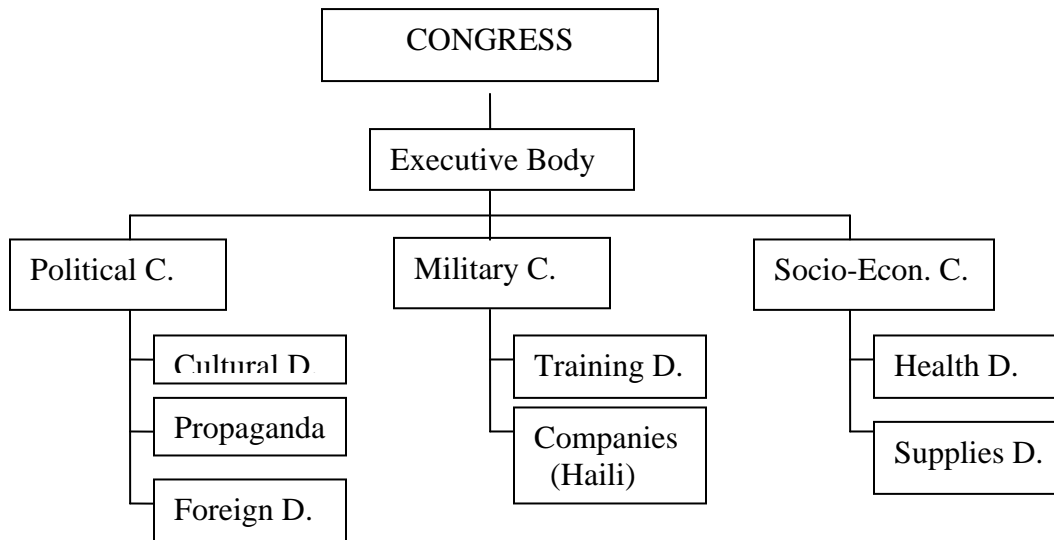 CONGRESS
Executive Body
Political C.
Military C.
Socio-Econ. C.
Cultural D.
Training D.
Health D.
Propaganda
Companies
(Haili)
Supplies D.
Foreign D.